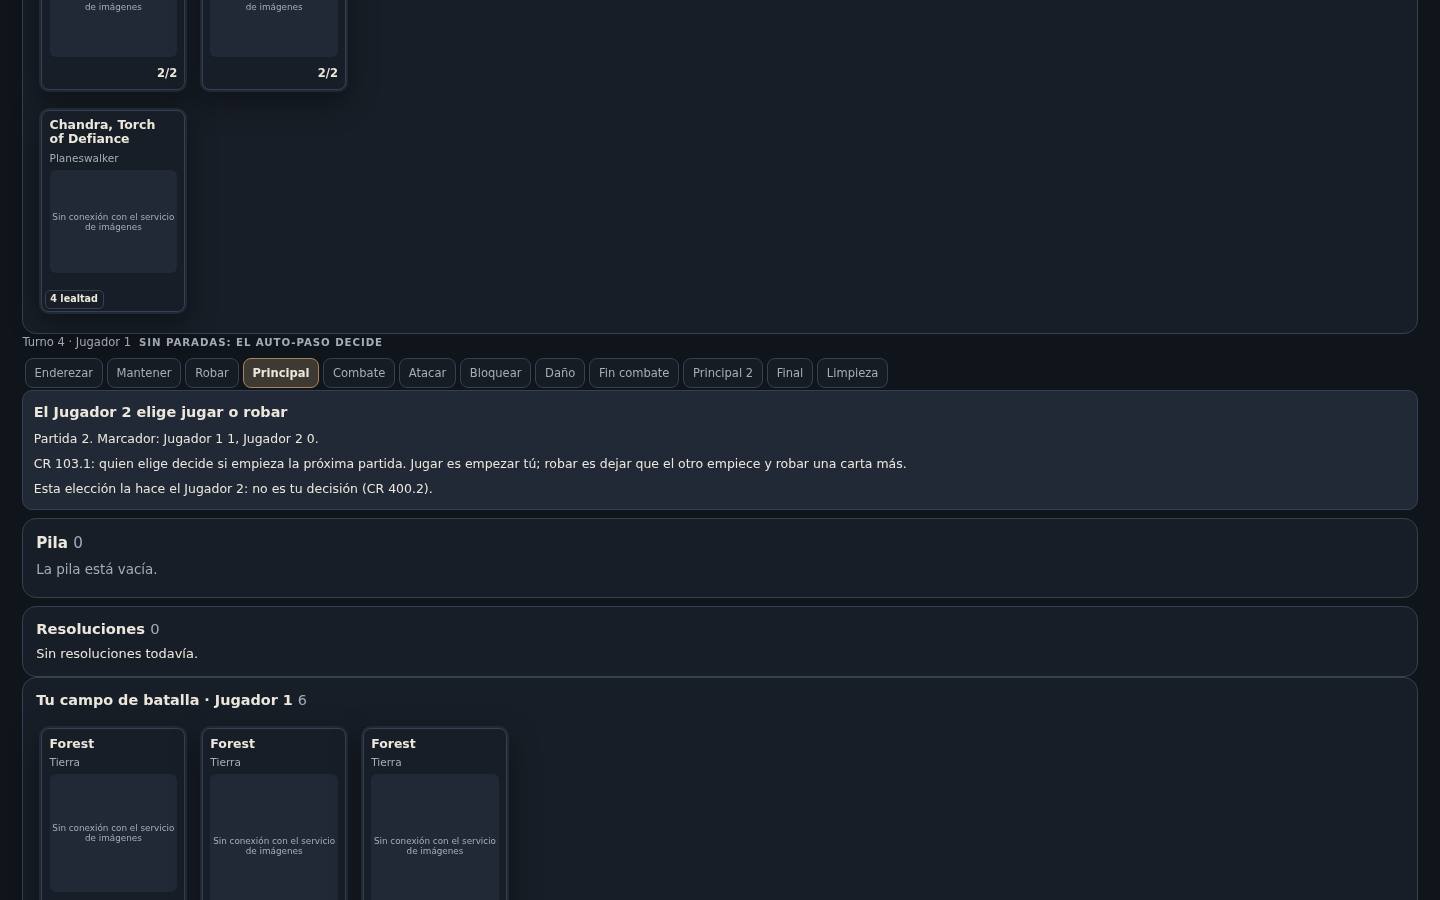 de imágenes
de imágenes
2/2
2/2
Chandra, Torch
of Defiance
Planeswalker
Sin conexión con el servicio
de imágenes
4 lealtad
Turno 4 · Jugador 1 SIN PARADAS: EL AUTO-PASO DECIDE
Enderezar
Mantener
Robar
Principal
Combate
Atacar
Bloquear
Daño
Fin combate
Principal 2
Final
Limpieza
El Jugador 2 elige jugar o robar
Partida 2. Marcador: Jugador 1 1, Jugador 2 0.
CR 103.1: quien elige decide si empieza la próxima partida. Jugar es empezar tú; robar es dejar que el otro empiece y robar una carta más.
Esta elección la hace el Jugador 2: no es tu decisión (CR 400.2).
Pila 0
La pila está vacía.
Resoluciones 0
Sin resoluciones todavía.
Tu campo de batalla · Jugador 1 6
Forest
Tierra
Sin conexión con el servicio
de imágenes
Forest
Tierra
Sin conexión con el servicio
de imágenes
Forest
Tierra
Sin conexión con el servicio
de imágenes